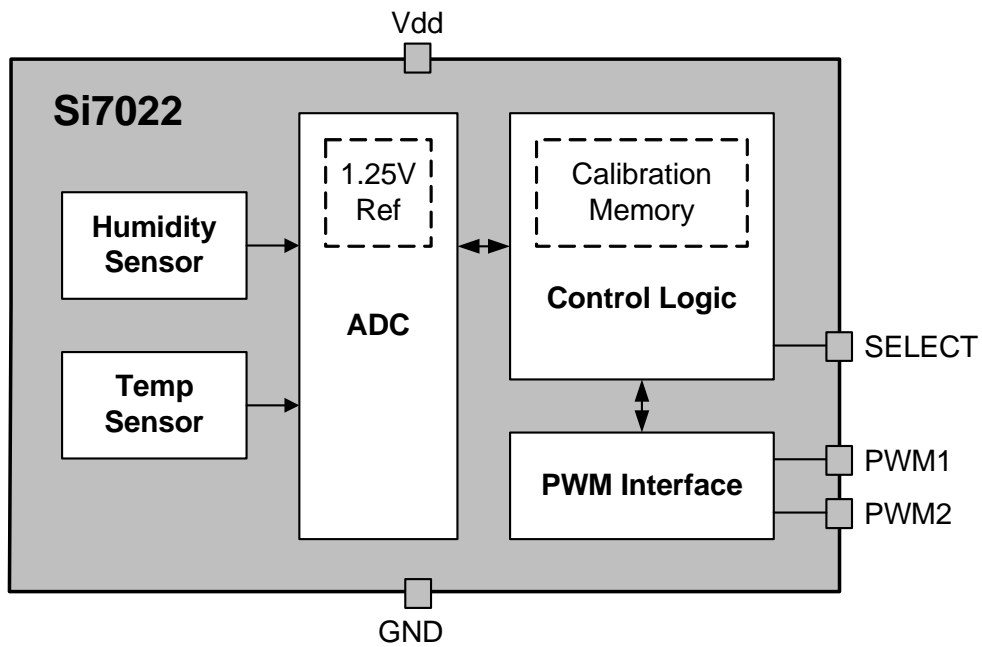 Vdd
Si7022
1.25V
Ref
Calibration
Memory
Humidity
Sensor
ADC
Control Logic
SELECT
Temp
Sensor
PWM Interface
PWM1
PWM2
GND